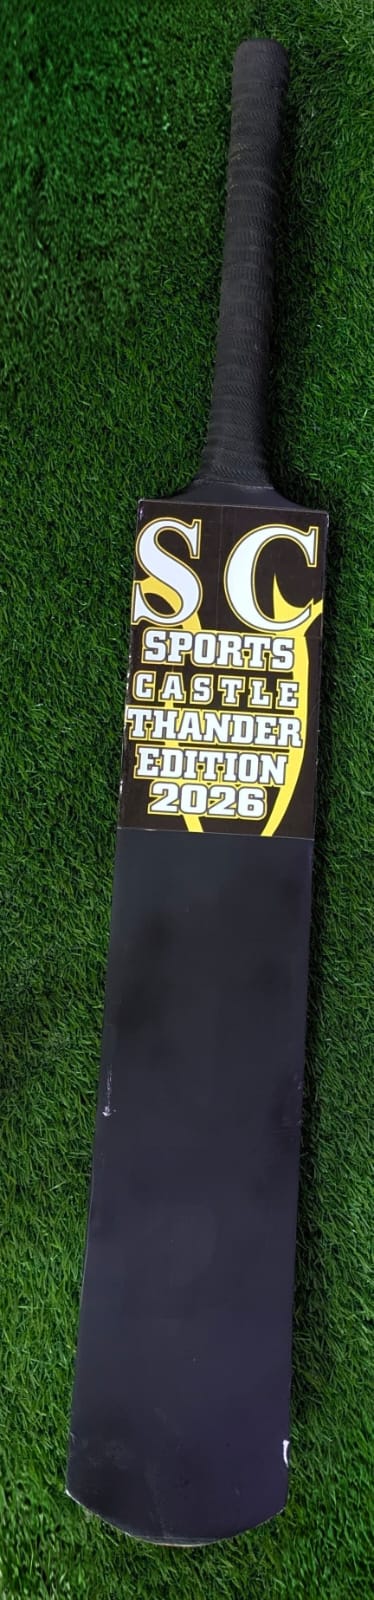 SC
SPORTS
CASTLE
THANDER
EDITION
2026